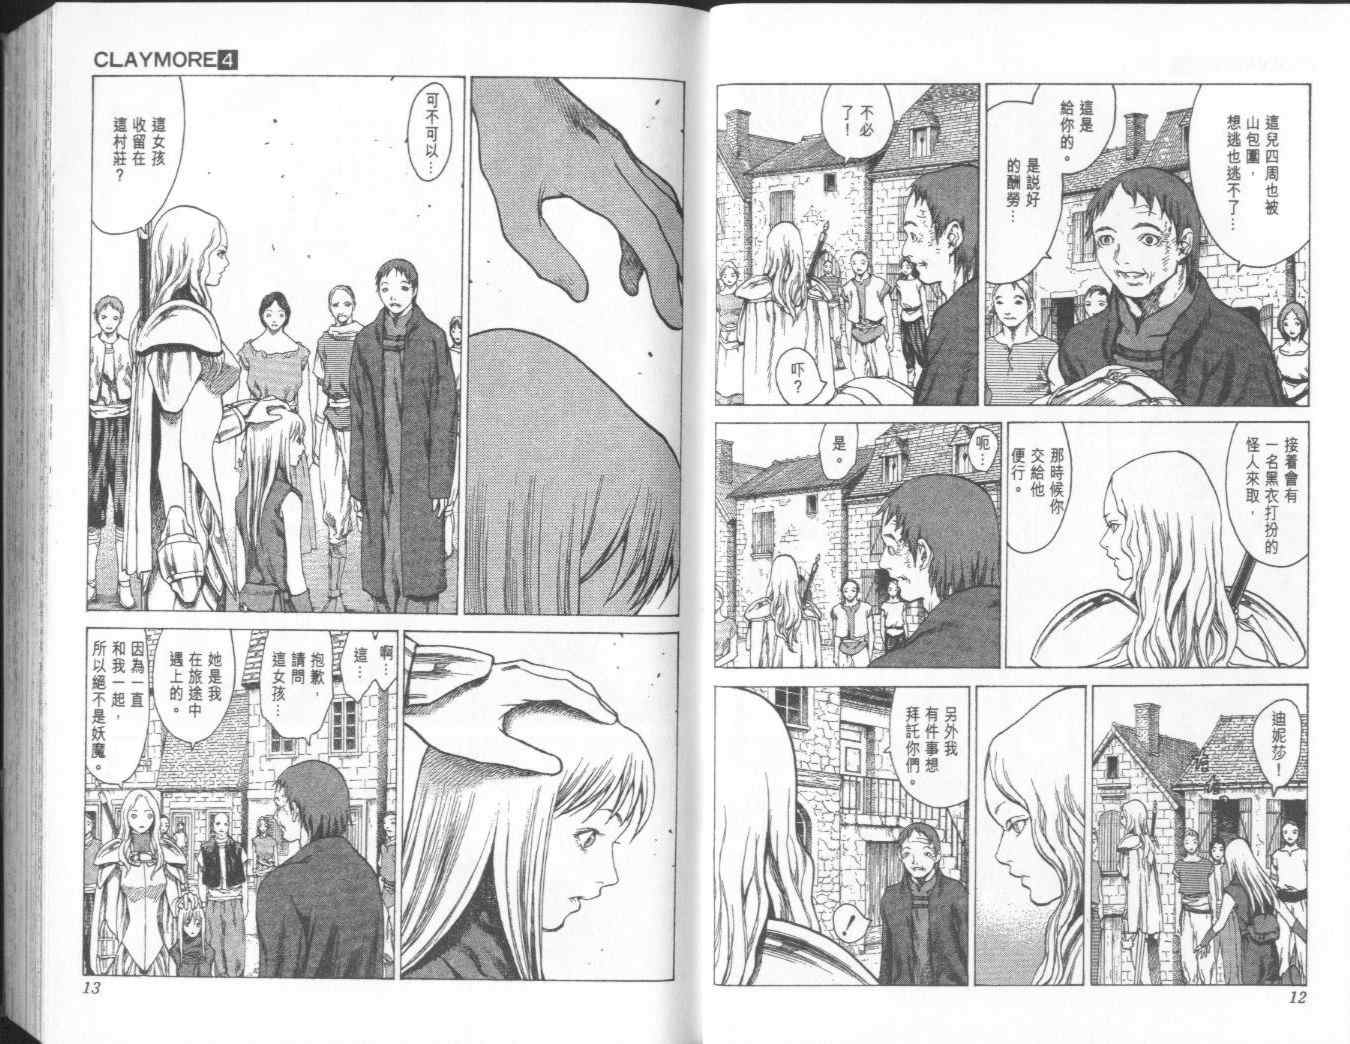 這兒四周也被
山包圍，
想逃也逃不了…
這是
給你的。
是説好
的酬勞…
不必
了！
吓？
接着會有
一名黑衣打扮的
怪人來取，
那時候你
交給他
便行。
呃…
是。
迪妮莎！
另外我
有件事想
拜託你們。
！
12
CLAYMORE4
可不可以…
這女孩
收留在
這村莊？
啊…
這…
抱歉，
請問
這女孩…
她是我
在旅途中
遇上的。
因為一直
和我一起，
所以絕不是妖魔。
13